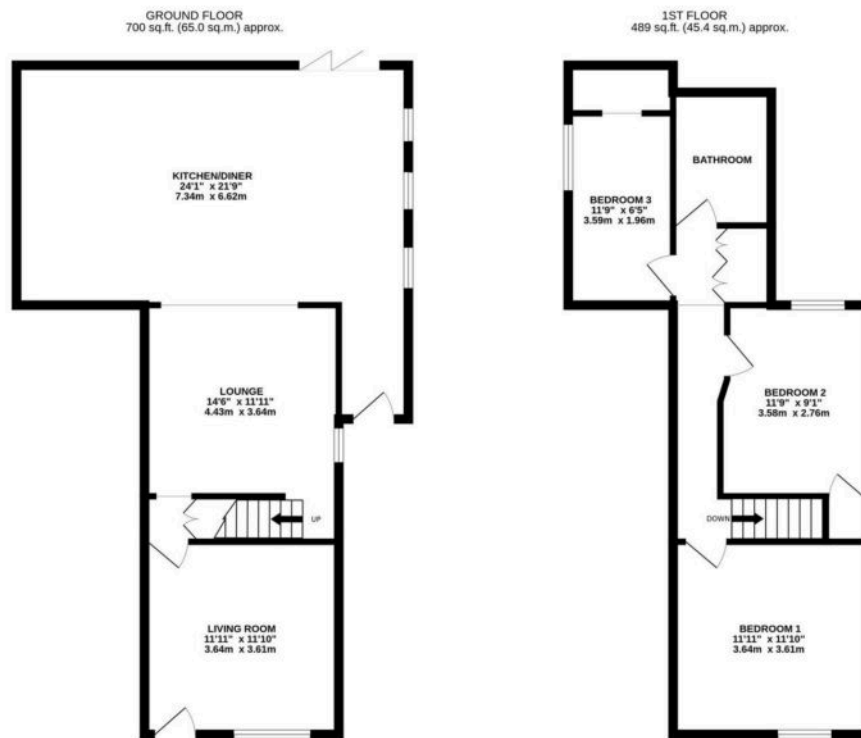 GROUND FLOOR
700 sq.ft. (65.0 sq.m.) approx.
KITCHEN/DINER
24'1" x 21'9"
7.34m x 6.62m
LOUNGE
14'6" x 11'11"
4.43m x 3.64m
UP
LIVING ROOM
11'11" x 11'10"
3.64m x 3.61m
1ST FLOOR
489 sq.ft. (45.4 sq.m.) approx.
BATHROOM
BEDROOM 3
11'9" x 6'5"
3.59m x 1.96m
BEDROOM 2
11'9" x 9'1"
3.58m x 2.76m
DOWN
BEDROOM 1
11'11" x 11'10"
3.64m x 3.61m